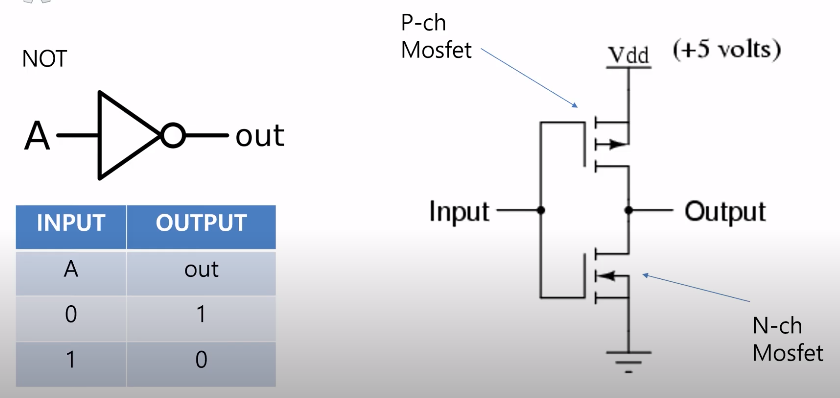 NOT
A
out
INPUT OUTPUT
A out
0 1
1 0
P-ch
Mosfet
Vdd (+5 volts)
Input
Output
N-ch
Mosfet